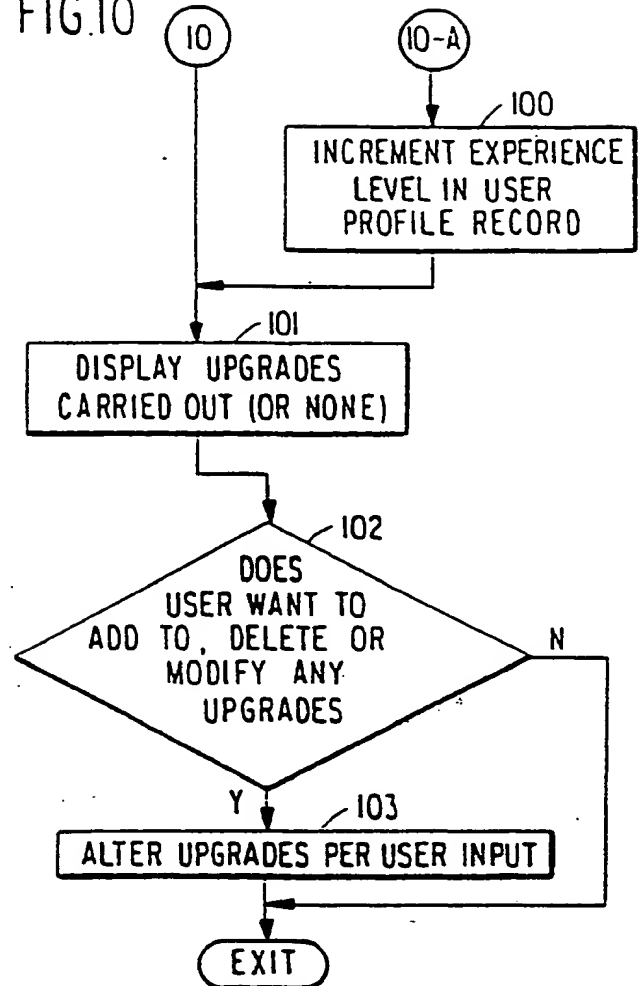 FIG.10
10
10-A
100
INCREMENT EXPERIENCE
LEVEL IN USER
PROFILE RECORD
101
DISPLAY UPGRADES
CARRIED OUT (OR NONE)
102
DOES
USER WANT TO
ADD TO, DELETE OR
MODIFY ANY
UPGRADES
N
Y
103
ALTER UPGRADES PER USER INPUT
EXIT